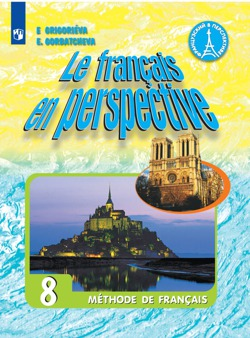 E GRIGORIÉVA
E. GORBATCHEVA
Le français
en perspective
8
MÉTHODE DE FRANÇAIS